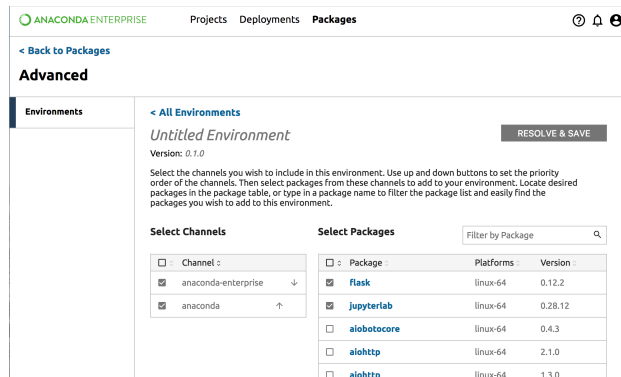 ANACONDA ENTERPRISE Projects Deployments Packages
< Back to Packages
Advanced
Environments
< All Environments
Untitled Environment
RESOLVE & SAVE
Version: 0.1.0
Select the channels you wish to include in this environment. Use up and down buttons to set the priority
order of the channels. Then select packages from these channels to add to your environment. Locate desired
packages in the package table, or type in a package name to filter the package list and easily find the
packages you wish to add to this environment.
Select Channels
Channel
anaconda-enterprise
anaconda
Select Packages
Filter by Package
Package Platforms Version
flask linux-64 0.12.2
jupyterlab linux-64 0.28.12
aiobotocore linux-64 0.4.3
aiohttp linux-64 2.1.0
aiohttp linux-64 1.3.0